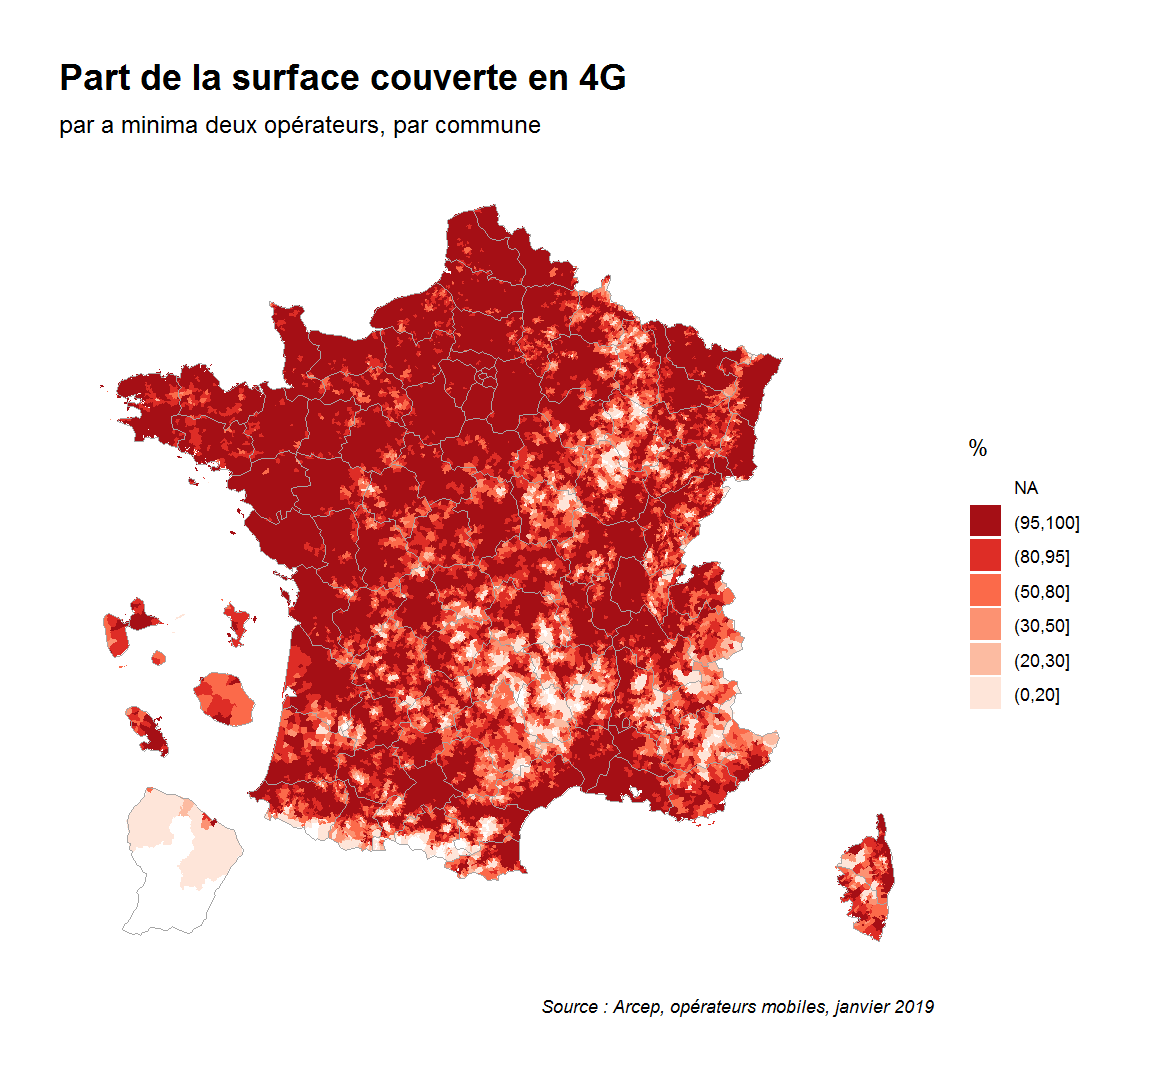 Part de la surface couverte en 4G
par a minima deux opérateurs, par commune
%
NA
(95,100]
(80,95]
(50,80]
(30,50]
(20,30]
(0,20]
Source : Arcep, opérateurs mobiles, janvier 2019